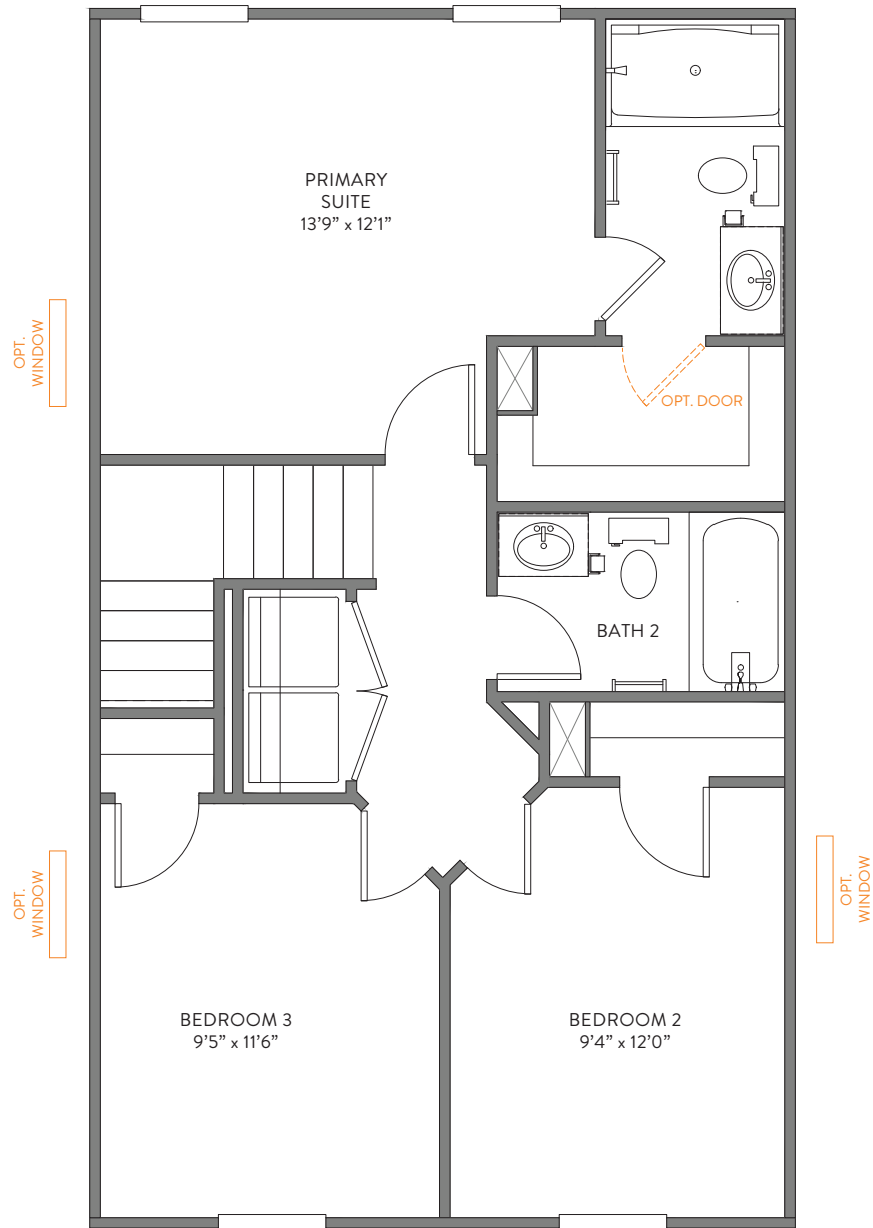 PRIMARY
SUITE
13’9” x 12’1”
OPT.
WINDOW
OPT. DOOR
BATH 2
OPT.
WINDOW
OPT.
WINDOW
BEDROOM 3
9’5” x 11’6”
BEDROOM 2
9’4” x 12’0”